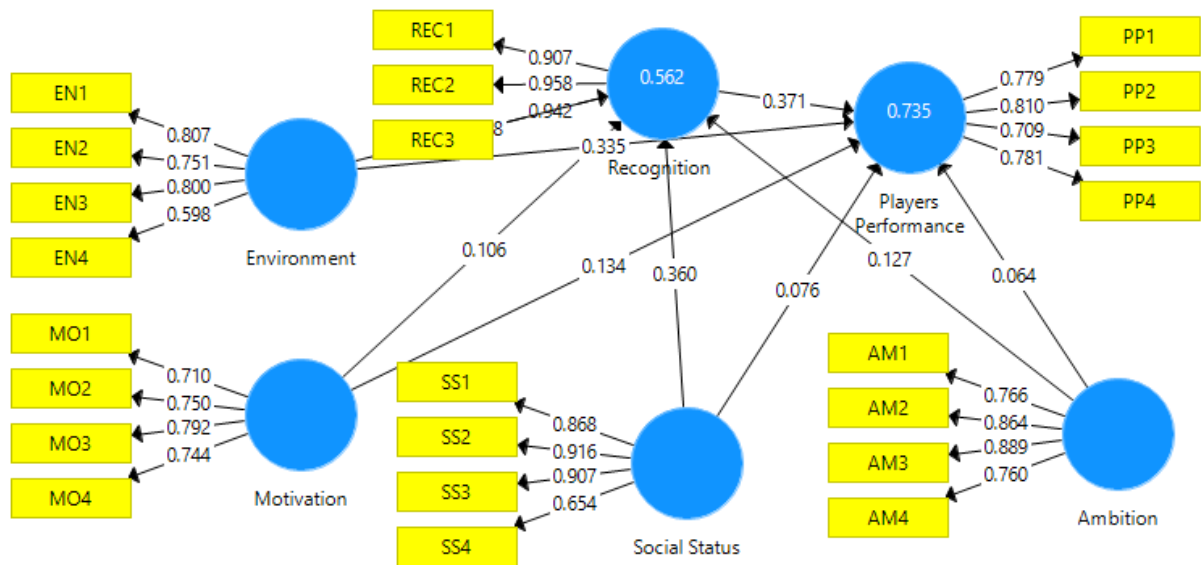 REC1
REC2
REC3
0.907
0.958
0.942
8
0.562
Recognition
0.371
0.735
Players
Performance
0.779
0.810
0.709
0.781
PP1
PP2
PP3
PP4
EN1
EN2
EN3
EN4
0.807
0.751
0.800
0.598
Environment
0.335
0.106
0.134
0.360
0.076
0.127
0.064
MO1
MO2
MO3
MO4
0.710
0.750
0.792
0.744
Motivation
SS1
SS2
SS3
SS4
0.868
0.916
0.907
0.654
Social Status
AM1
AM2
AM3
AM4
0.766
0.864
0.889
0.760
Ambition